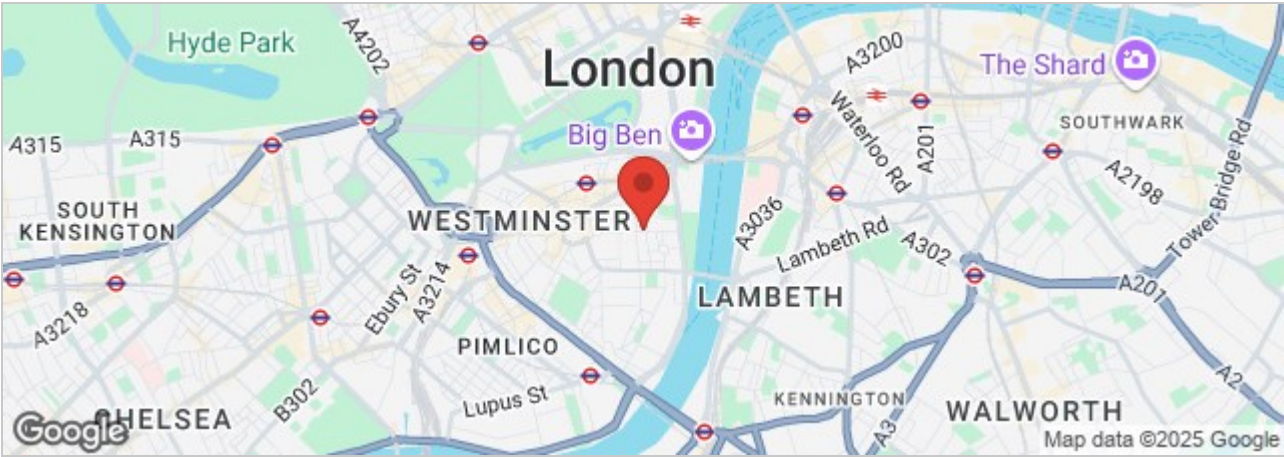 Hyde Park
A4202
London
A3200
The Shard
Big Ben
Waterloo Rd
A201
SOUTHWARK
A315
A315
A2198
Tower Bridge Rd
SOUTH
KENSINGTON
WESTMINSTER
A3036
Lambeth Rd
A302
Ebury St
A3214
LAMBETH
A201
A3218
PIMLICO
B302
Lupus St
KENNINGTON
A3
WALWORTH
A2
CHELSEA
Google
Map data ©2025 Google